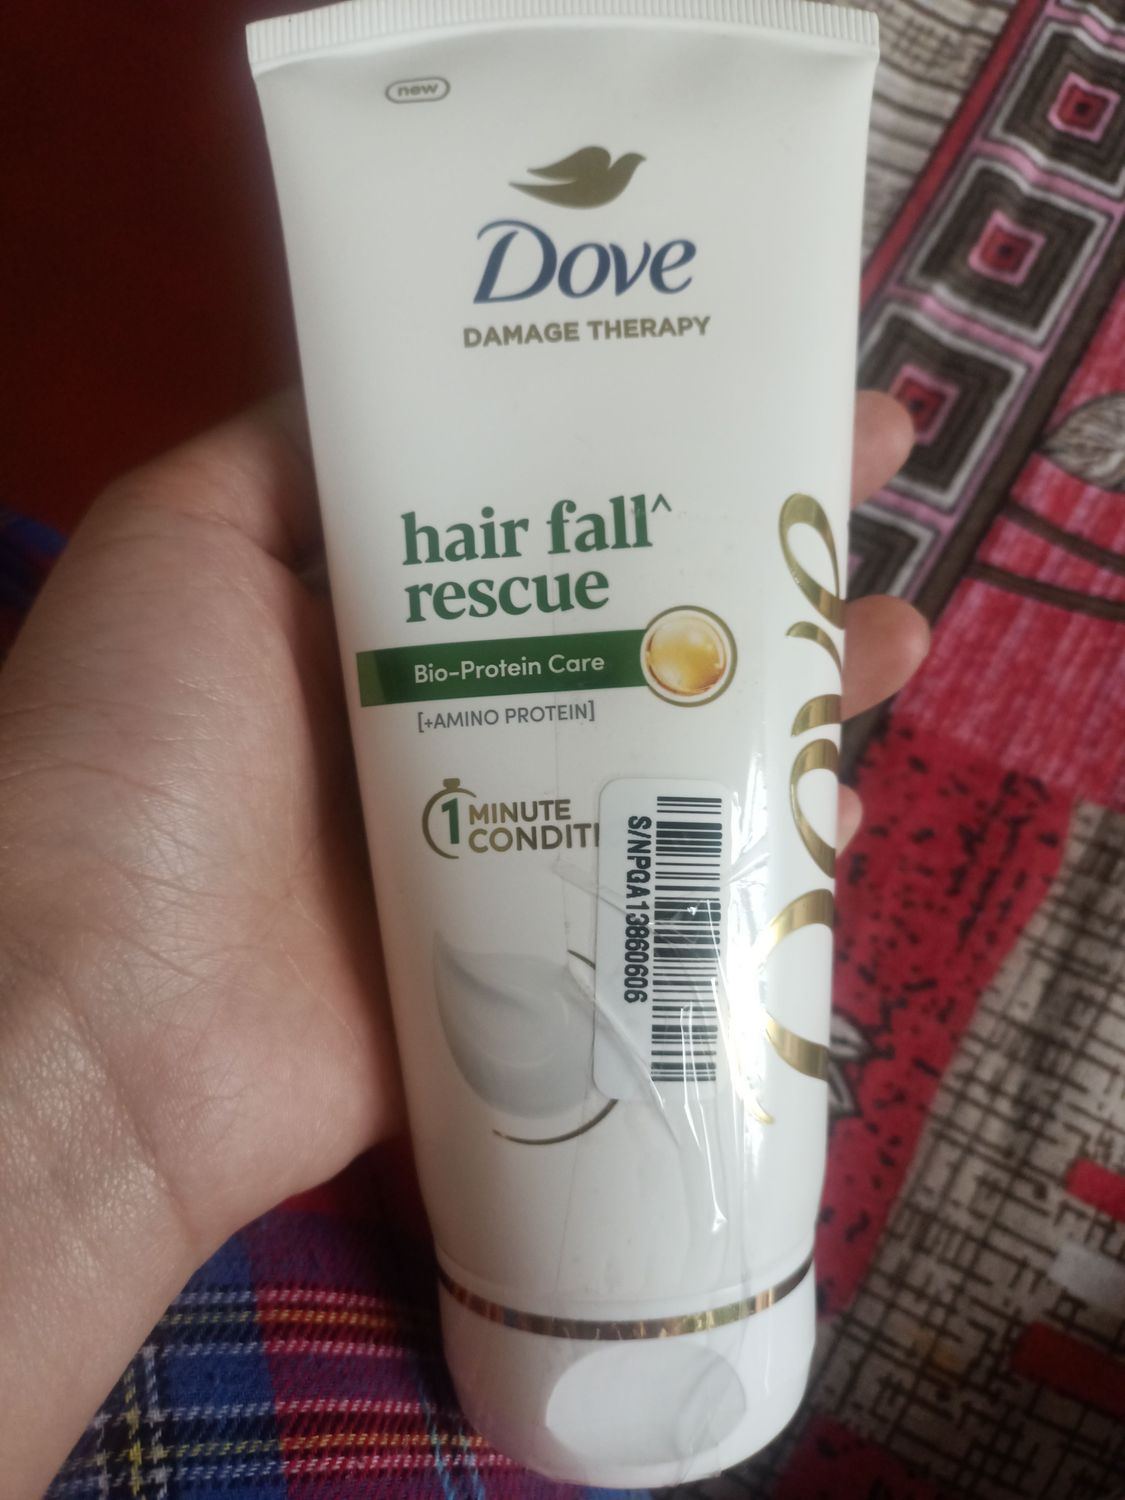 new
Dove
DAMAGE THERAPY
hair fall^
rescue
Bio-Protein Care
[+AMINO PROTEIN]
1 MINUTE
CONDITI
S/NPQA13860606
Dove